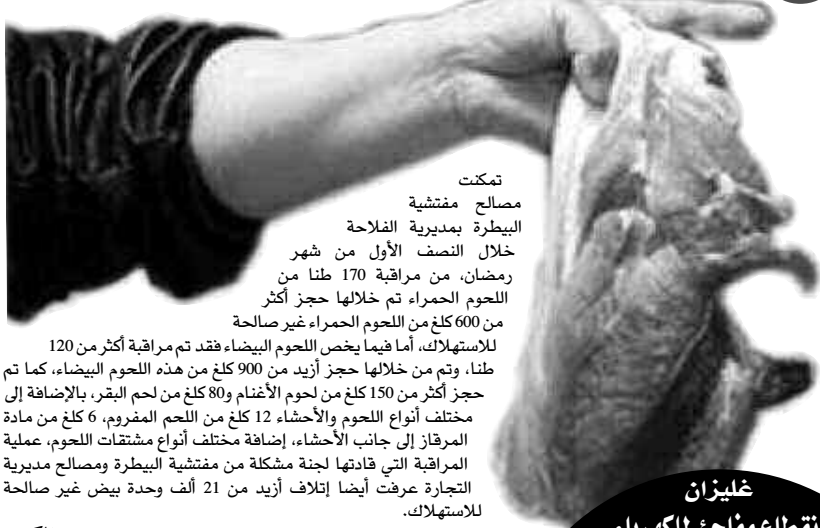 تمكنت
مصالح مفتشية
البيطرة بمديرية الفلاحة
خلال النصف الأول من شهر
رمضان، من مراقبة 170 طنا من
اللحوم الحمراء تم خلالها حجز أكثر
من 600 كلغ من اللحوم الحمراء غير صالحة
للاستهلاك، أما فيما يخص اللحوم البيضاء فقد تم مراقبة أكثر من 120
طنا، وتم من خلالها حجز أزيد من 900 كلغ من هذه اللحوم البيضاء، كما تم
حجز أكثر من 150 كلغ من لحوم الأغنام و80 كلغ من لحم البقر، بالإضافة إلى
مختلف أنواع اللحوم والأحشاء 12 كلغ من اللحم المفروم، 6 كلغ من مادة
المرقاز إلى جانب الأحشاء، إضافة مختلف أنواع مشتقات اللحوم، عملية
المراقبة التي قادتها لجنة مشكلة من مفتشية البيطرة ومصالح مديرية
التجارة عرفت أيضا إتلاف أزيد من 21 ألف وحدة بيض غير صالحة
للاستهلاك.
غليزان